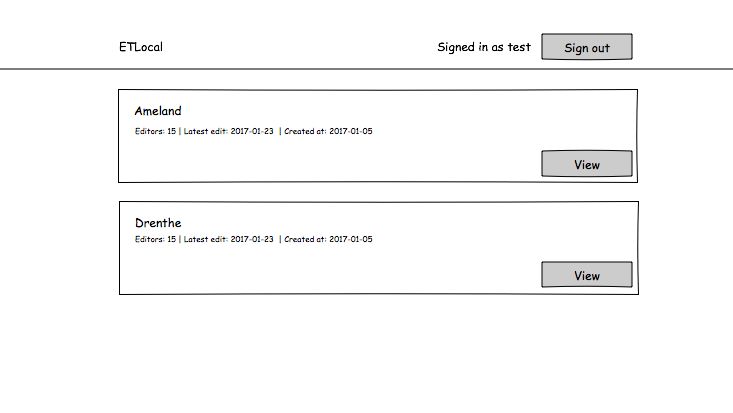 ETLocal Signed in as test Sign out
Ameland
Editors: 15 | Latest edit: 2017-01-23 | Created at: 2017-01-05
View
Drenthe
Editors: 15 | Latest edit: 2017-01-23 | Created at: 2017-01-05
View